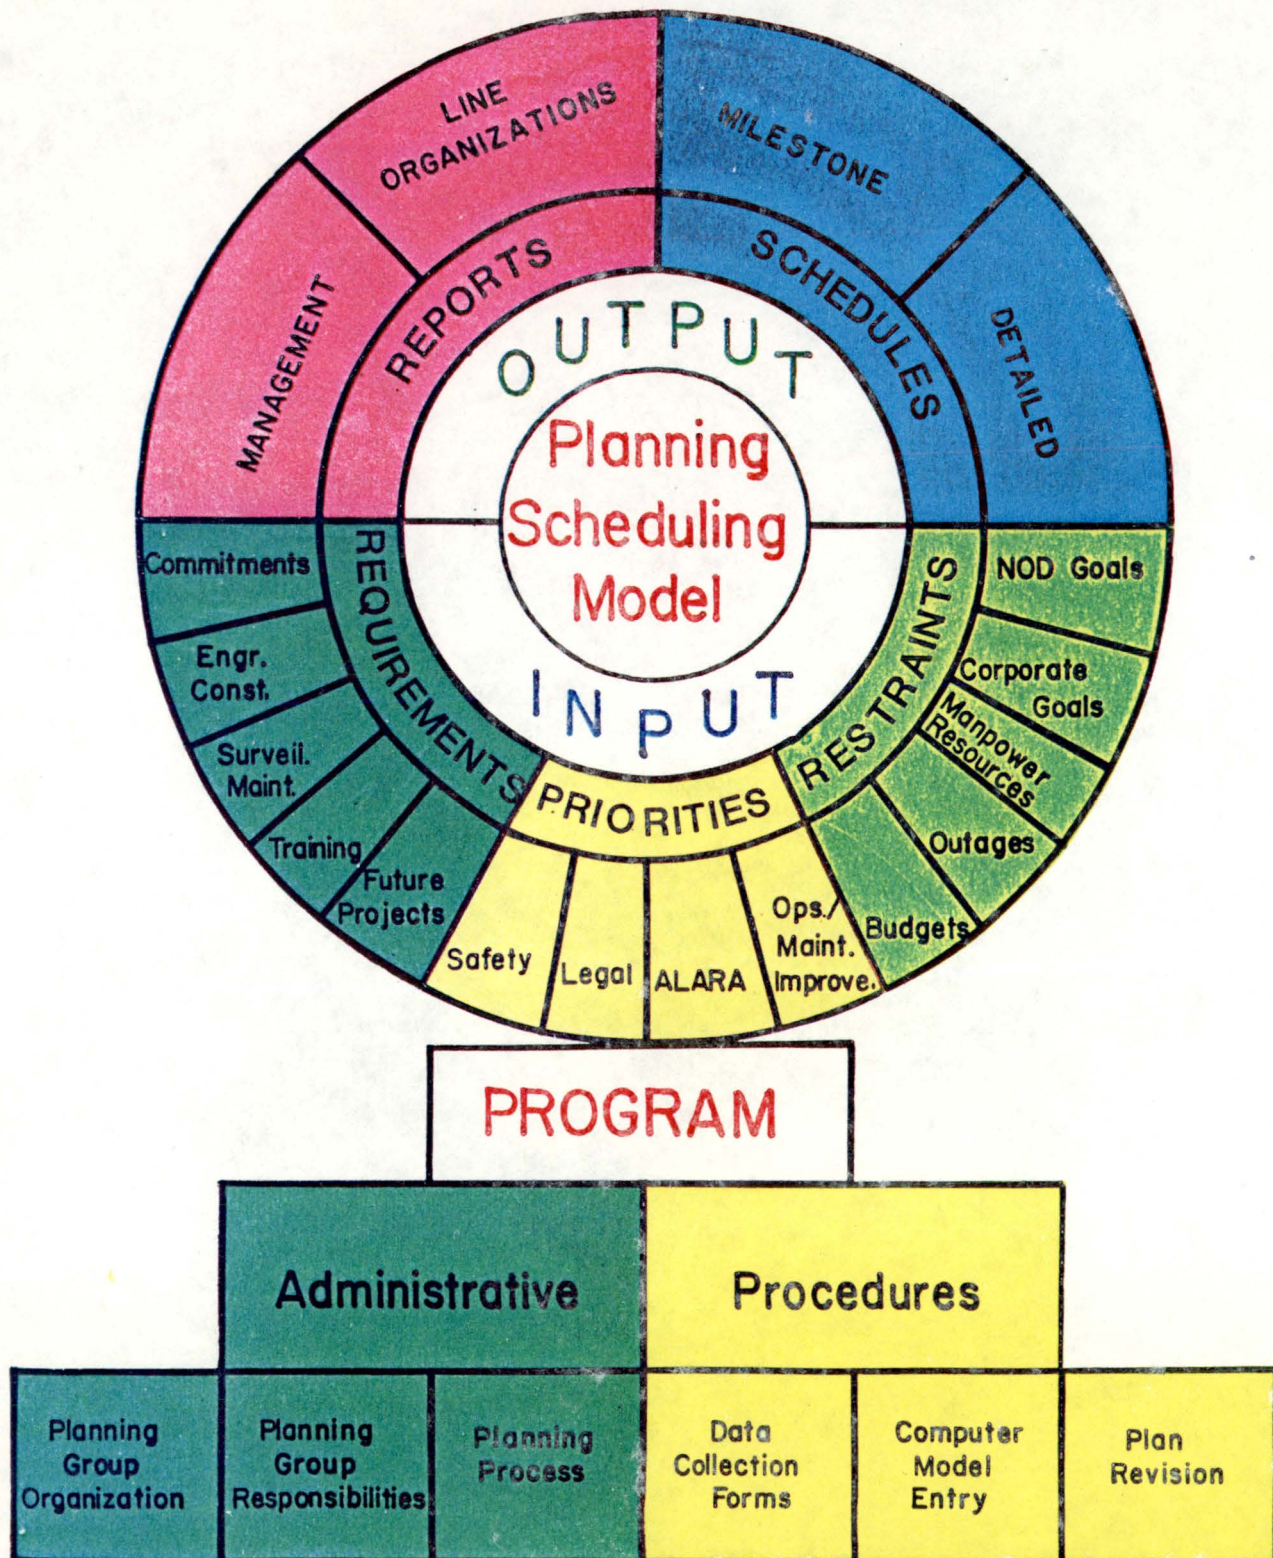 LINE
ORGANIZATIONS
MILESTONE
MANAGEMENT
REPORTS
SCHEDULES
DETAILED
OUTPUT
Planning
Scheduling
Model
INPUT
REQUIREMENTS
Commitments
Engr.
Const.
Surveil.
Maint.
Training
Future
Projects
PRIORITIES
Safety
Legal
ALARA
Ops./
Maint.
Improve.
RESTRAINTS
NOD Goals
Corporate
Goals
Manpower
Resources
Outages
Budgets
PROGRAM
Administrative
Procedures
Planning
Group
Organization
Planning
Group
Responsibilities
Planning
Process
Data
Collection
Forms
Computer
Model
Entry
Plan
Revision